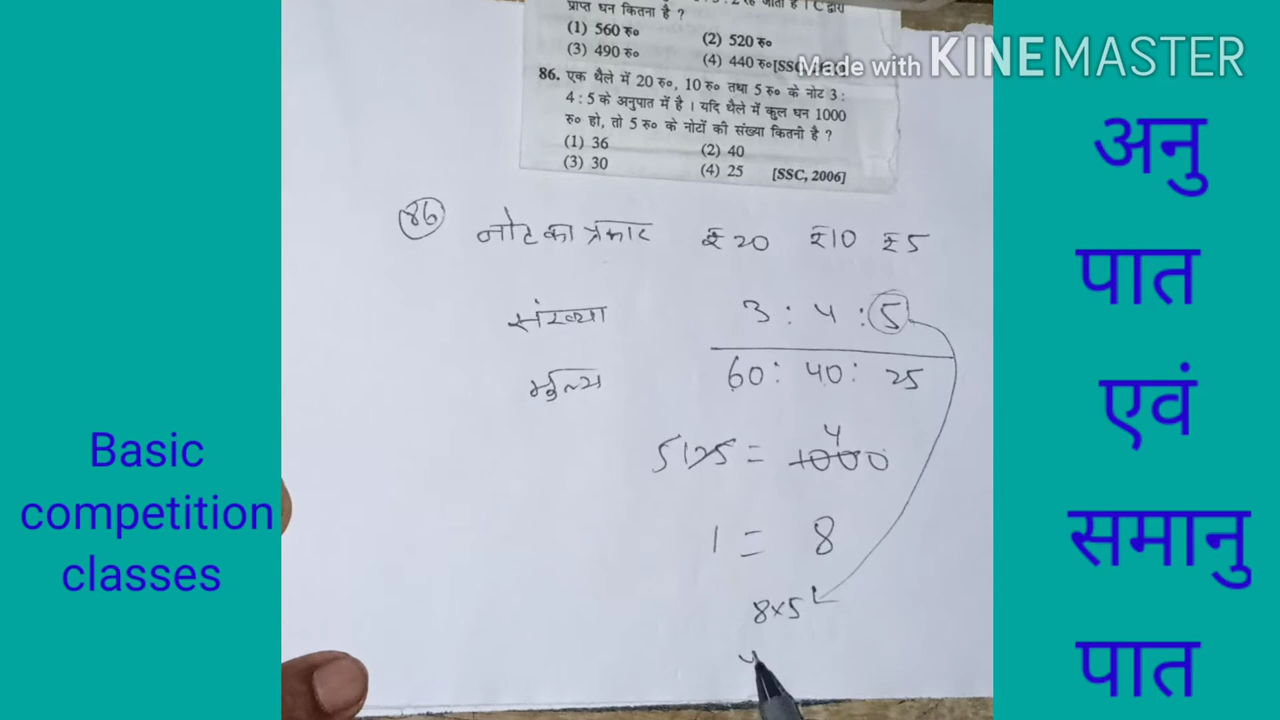 प्राप्त धन कितना है ?
(1) 560 रु०
(2) 520 रु०
(3) 490 रु०
(4) 440 रु०
Made with KINEMASTER
86. एक थैले में 20 रु०, 10 रु० तथा 5 रु० के नोट 3 :
4 : 5 के अनुपात में है । यदि थैले में कुल धन 1000
रु० हो, तो 5 रु० के नोटों की संख्या कितनी है ?
(1) 36
(2) 40
(3) 30
(4) 25 [SSC, 2006]
86 नोट का प्रकार ₹20 ₹10 ₹5
संख्या 3 : 4 : 5
मूल्य 60 : 40 : 25
125 = 1000
1 = 8
8×5
अनु
पात
एवं
समानु
पात
Basic
competition
classes